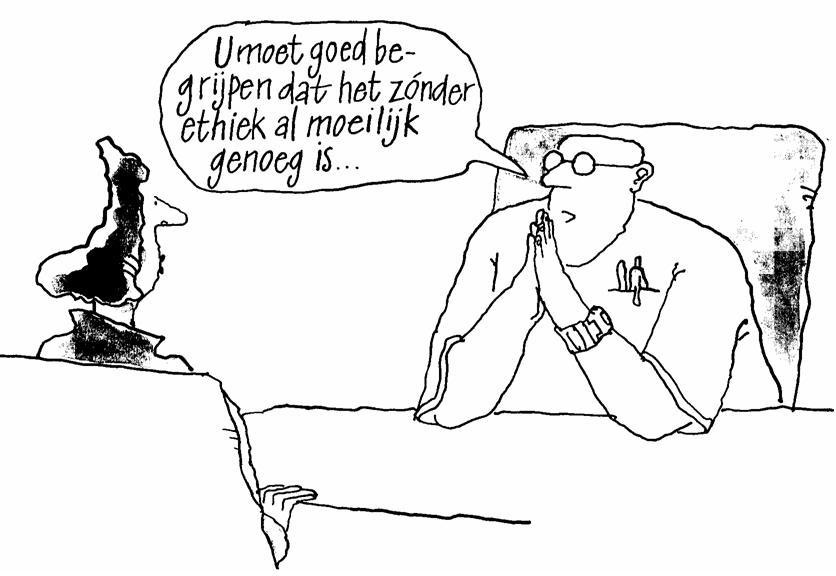 U moet goed be-
grijpen dat het zónder
ethiek al moeilijk
genoeg is...